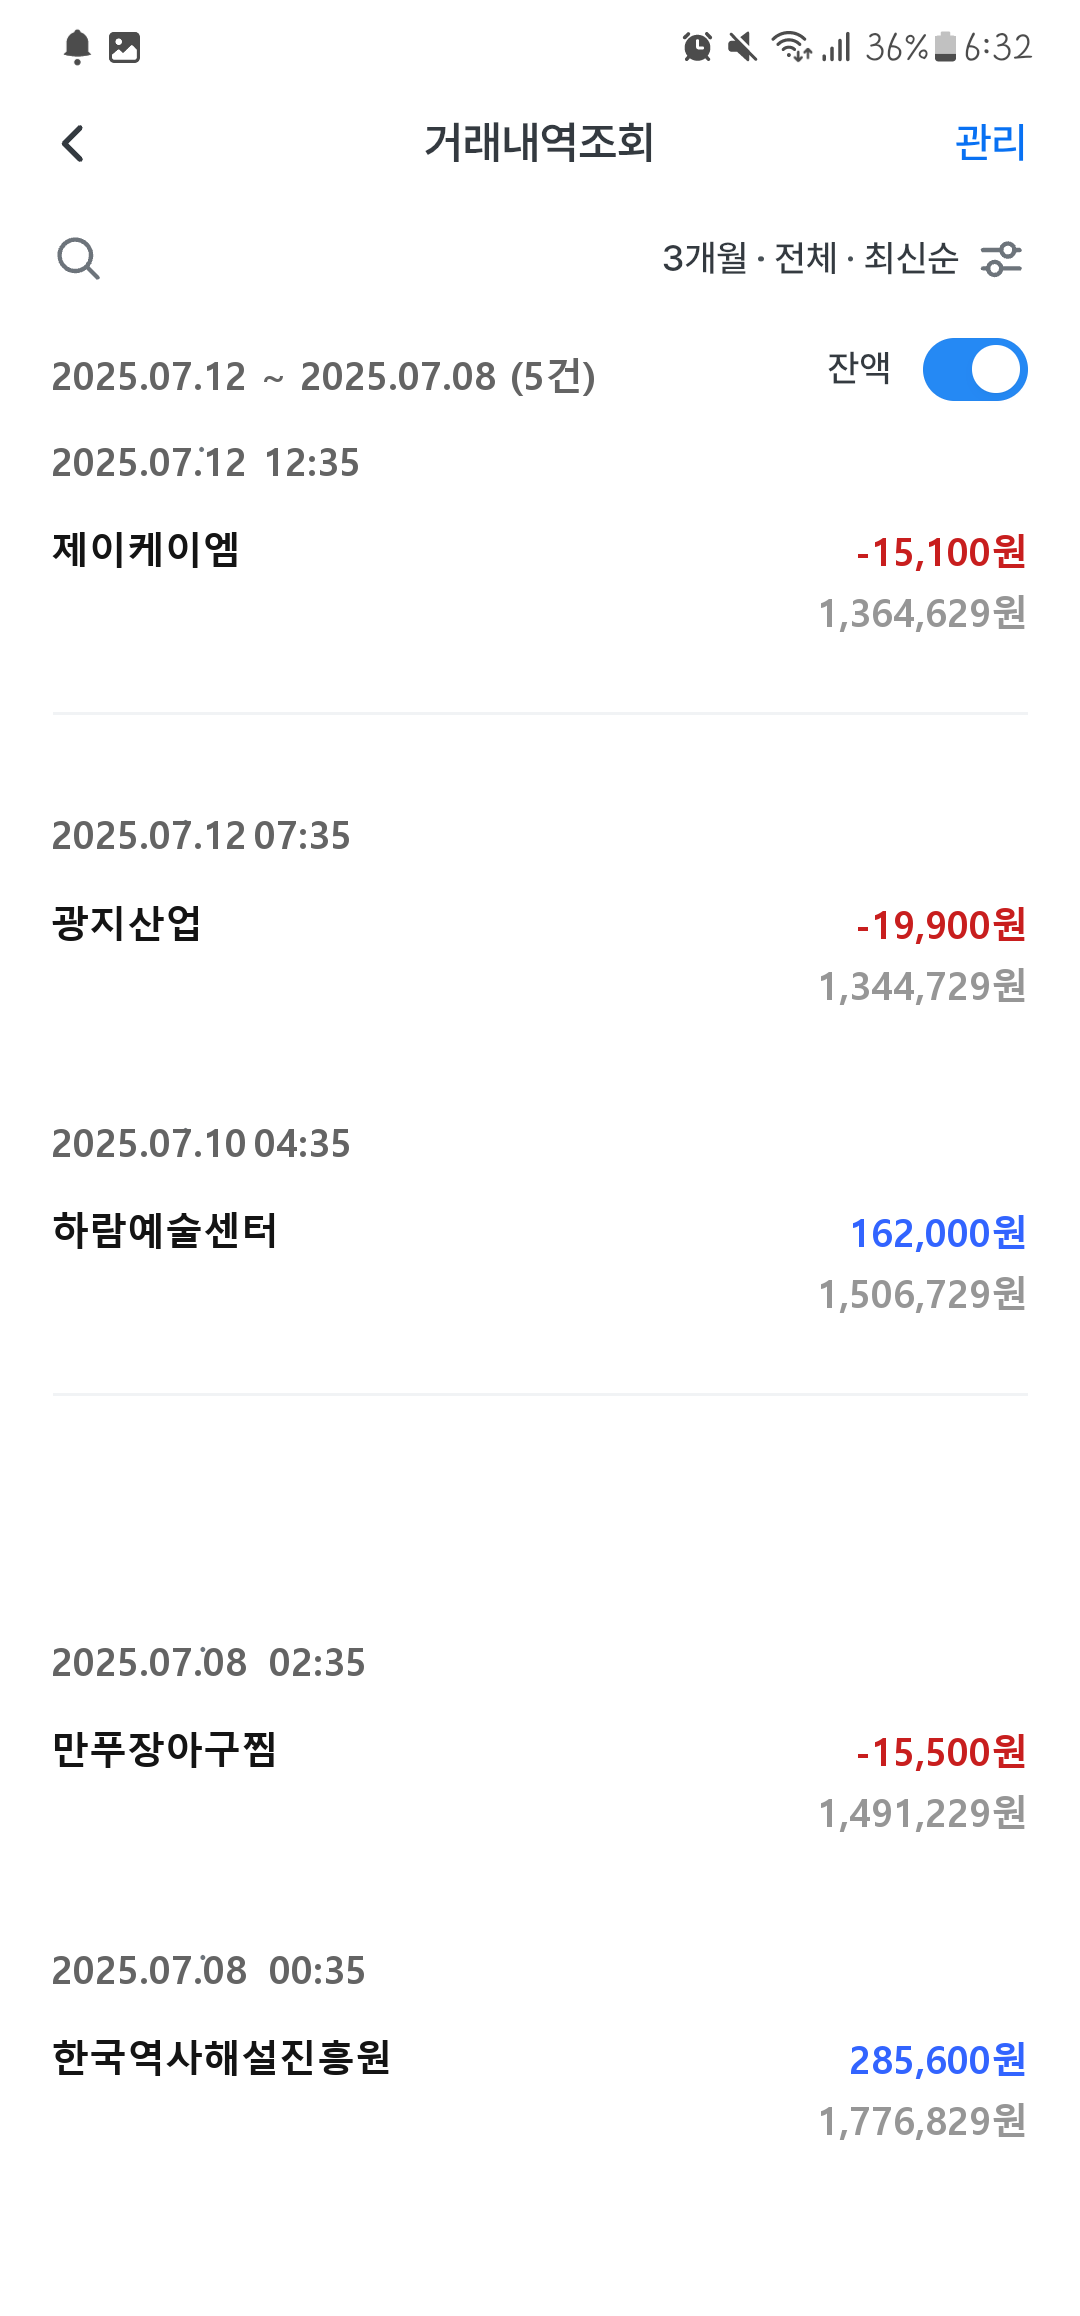 36% 6:32
거래내역조회
관리
3개월 · 전체 · 최신순
2025.07.12 ~ 2025.07.08 (5건)
잔액
2025.07.12 12:35
제이케이엠
-15,100원
1,364,629원
2025.07.12 07:35
광지산업
-19,900원
1,344,729원
2025.07.10 04:35
하람예술센터
162,000원
1,506,729원
2025.07.08 02:35
만푸장아구찜
-15,500원
1,491,229원
2025.07.08 00:35
한국역사해설진흥원
285,600원
1,776,829원